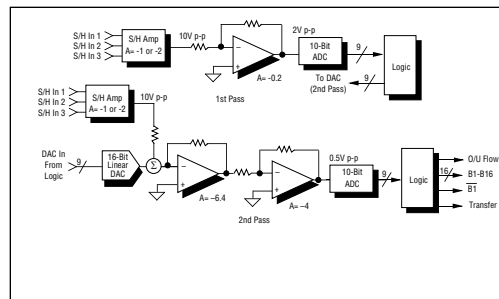 S/H In 1
S/H In 2
S/H In 3
S/H Amp
A= -1 or -2
10V p-p
A= -0.2
1st Pass
2V p-p
10-Bit
ADC
9
Logic
To DAC
(2nd Pass)
9
S/H In 1
S/H In 2
S/H In 3
S/H Amp
A= -1 or -2
10V p-p
DAC In
From
Logic
9
16-Bit
Linear
DAC
Σ
A= –6.4
2nd Pass
A= –4
0.5V p-p
10-Bit
ADC
9
Logic
O/U Flow
16
B1-B16
B1
Transfer